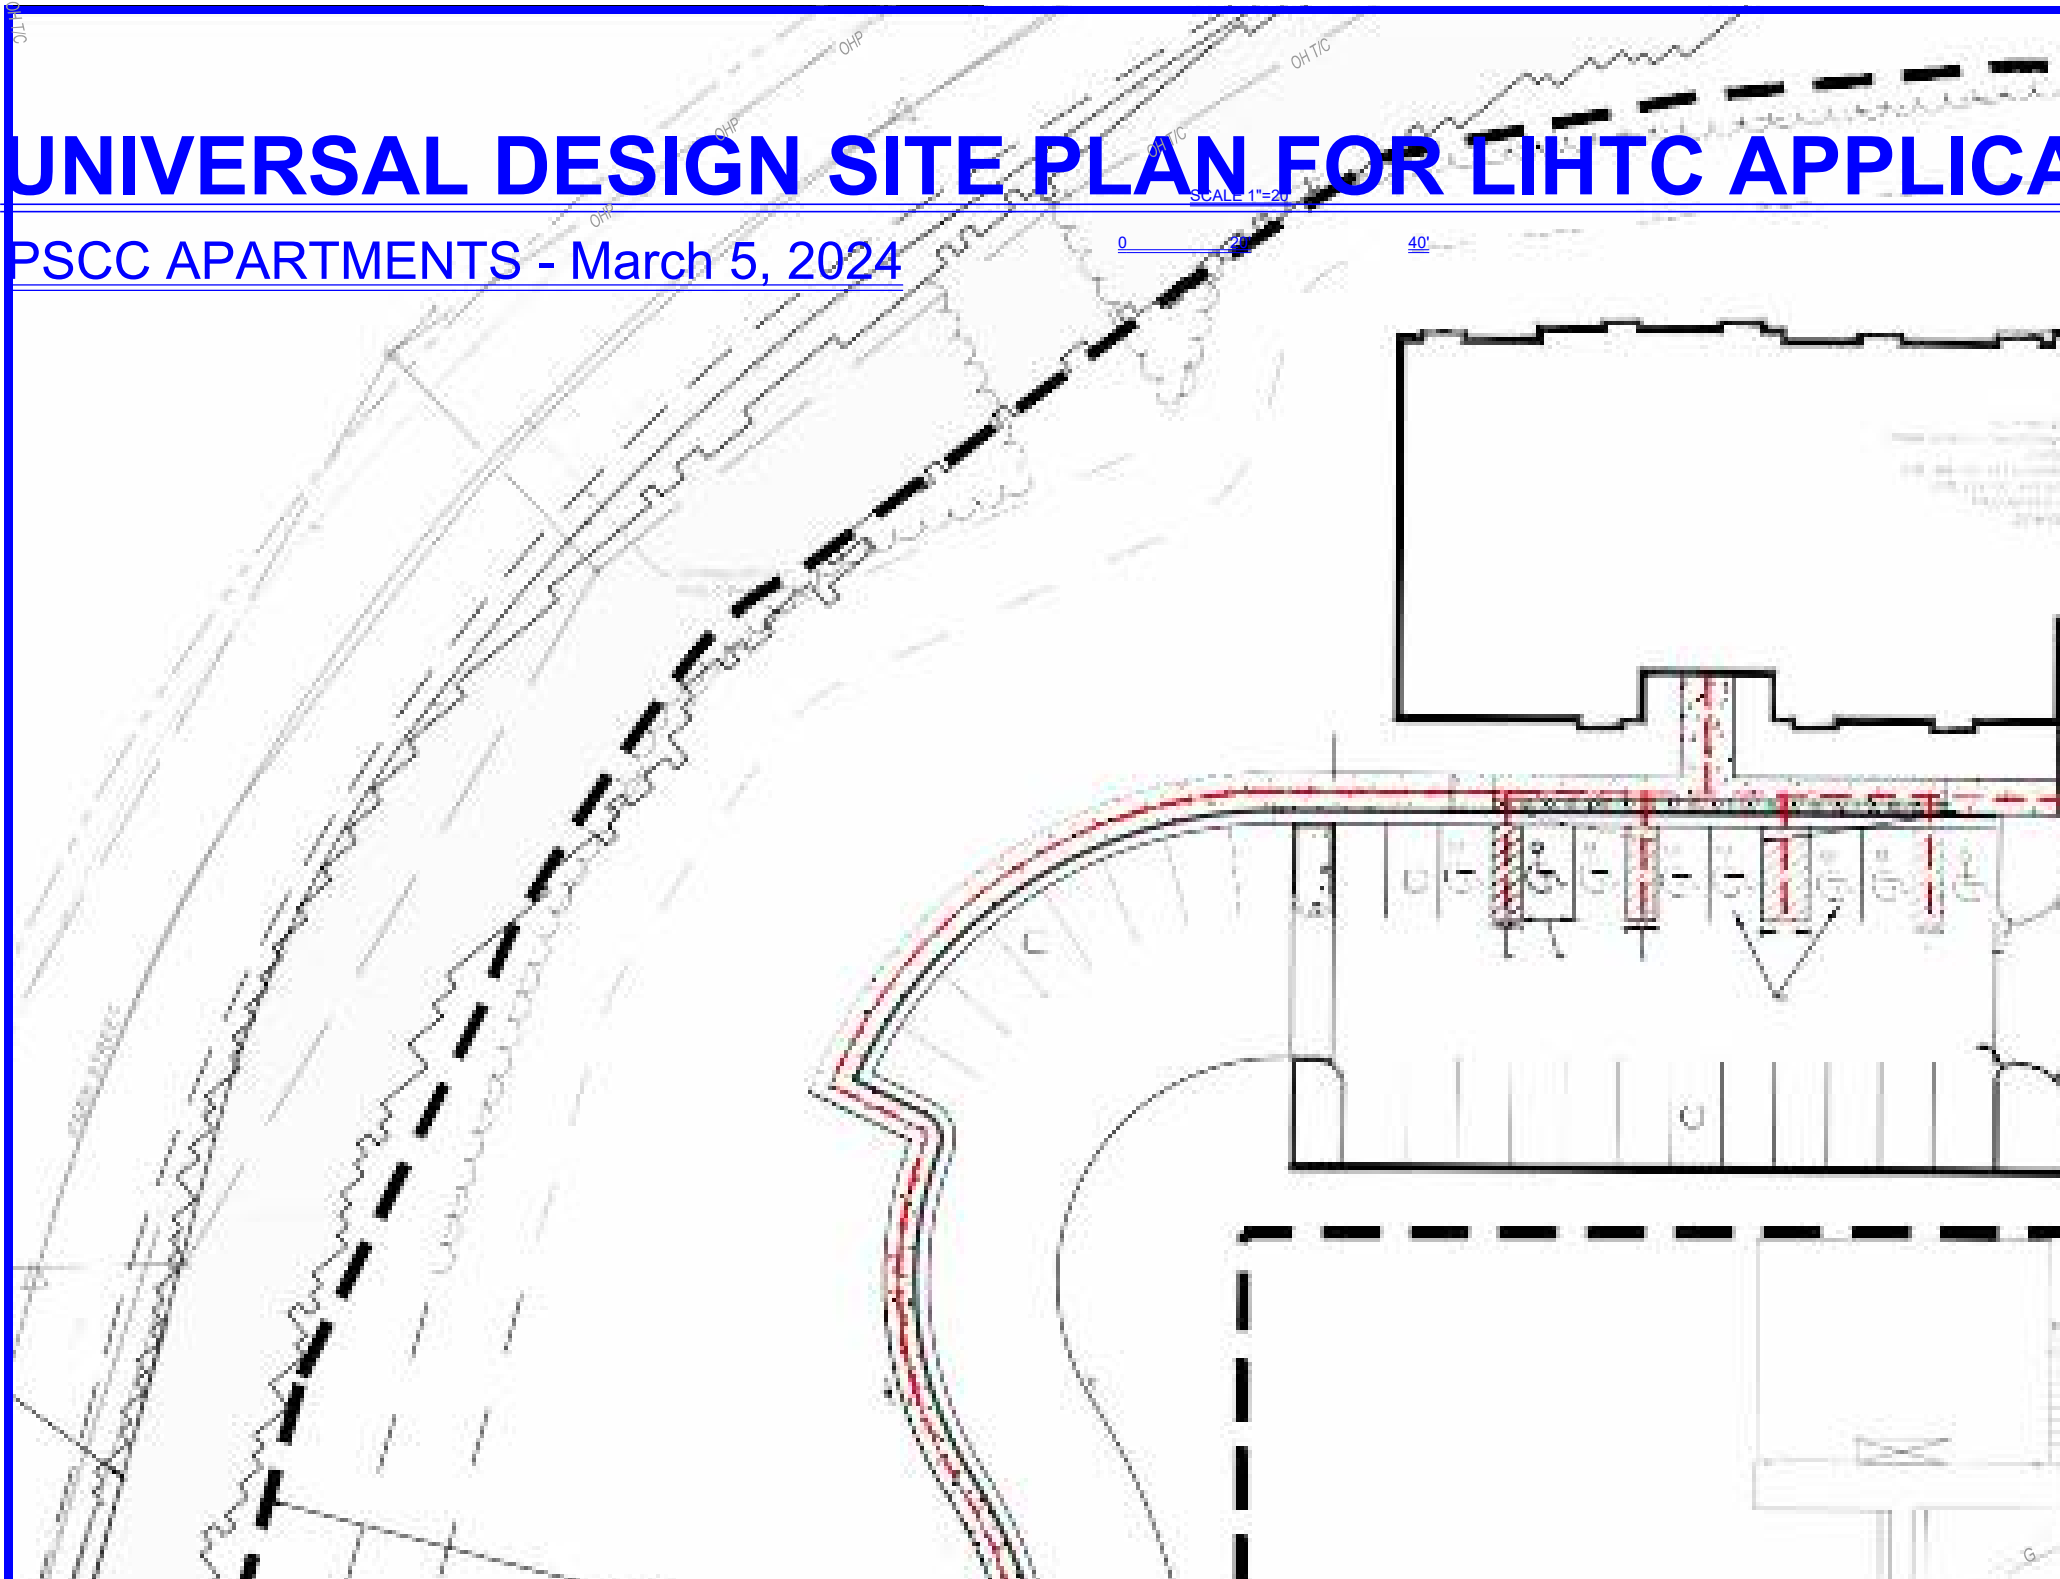 OH T/C
OHP
OH T/C
OHP
OH T/C
UNIVERSAL DESIGN SITE PLAN FOR LIHTC APPLICA
SCALE 1"=20'
OHP
PSCC APARTMENTS - March 5, 2024
0 20' 40'
C
C
C
G